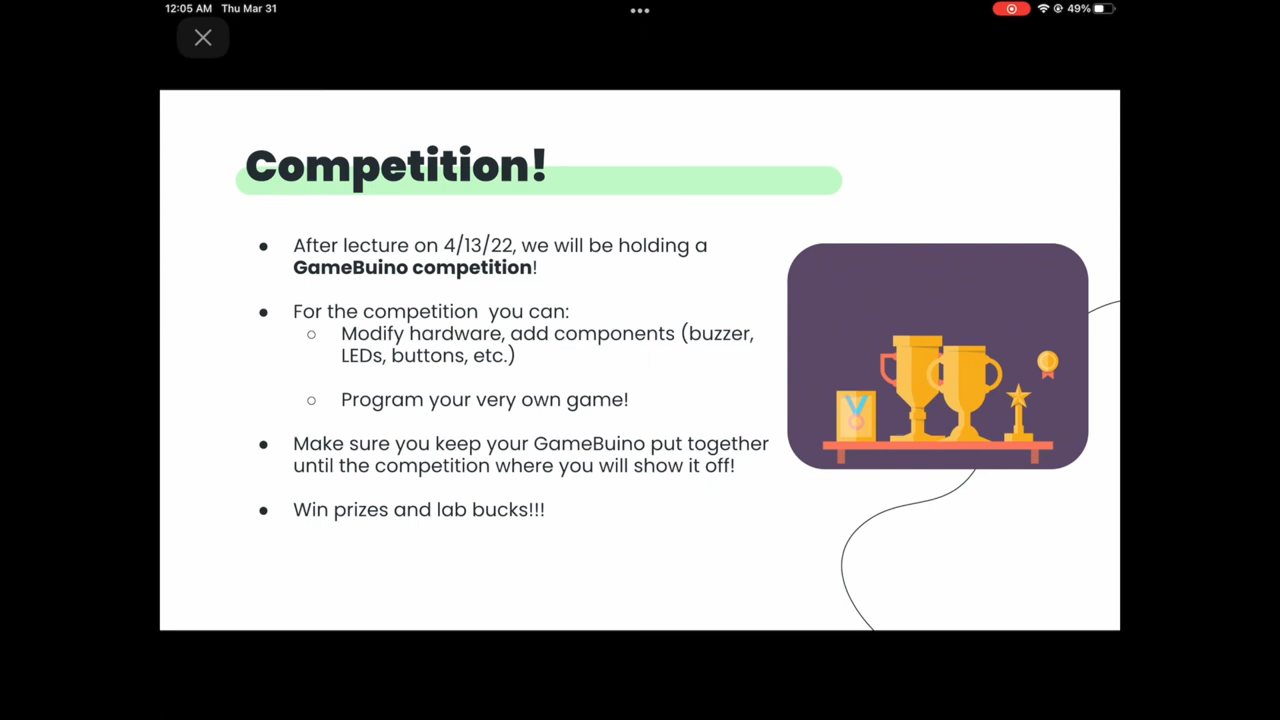 12:05 AM Thu Mar 31
49%
Competition!
● After lecture on 4/13/22, we will be holding a
GameBuino competition!
● For the competition  you can:
○ Modify hardware, add components (buzzer,
LEDs, buttons, etc.)
○ Program your very own game!
● Make sure you keep your GameBuino put together
until the competition where you will show it off!
● Win prizes and lab bucks!!!